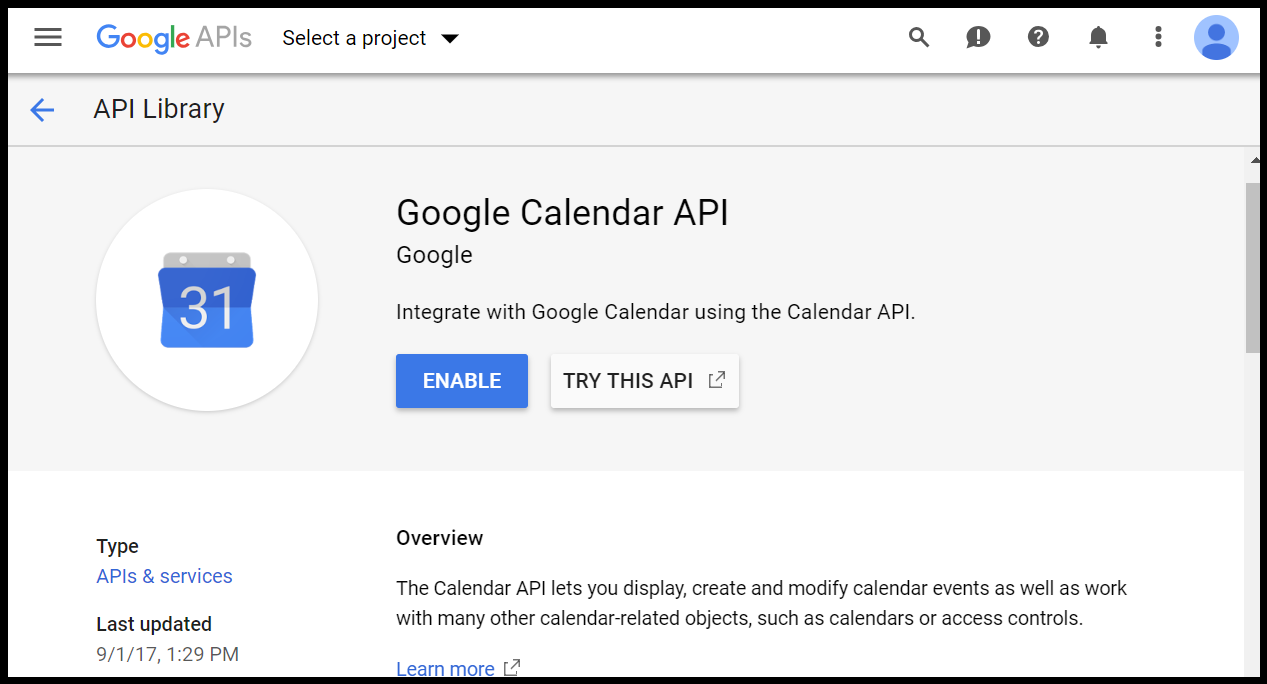 Google APIs Select a project
API Library
31
Google Calendar API
Google
Integrate with Google Calendar using the Calendar API.
ENABLE TRY THIS API
Type
APIs & services
Last updated
9/1/17, 1:29 PM
Overview
The Calendar API lets you display, create and modify calendar events as well as work
with many other calendar-related objects, such as calendars or access controls.
Learn more